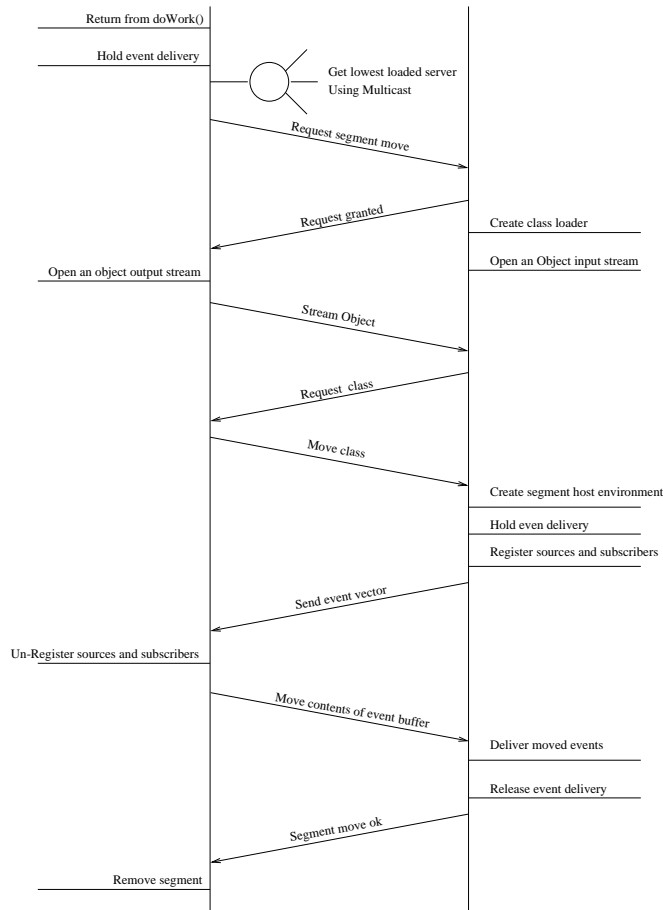 Return from doWork()
Hold event delivery
Get lowest loaded server
Using Multicast
Request segment move
Request granted
Create class loader
Open an Object input stream
Open an object output stream
Stream Object
Request class
Move class
Create segment host environment
Hold even delivery
Register sources and subscribers
Send event vector
Un-Register sources and subscribers
Move contents of event buffer
Deliver moved events
Release event delivery
Segment move ok
Remove segment